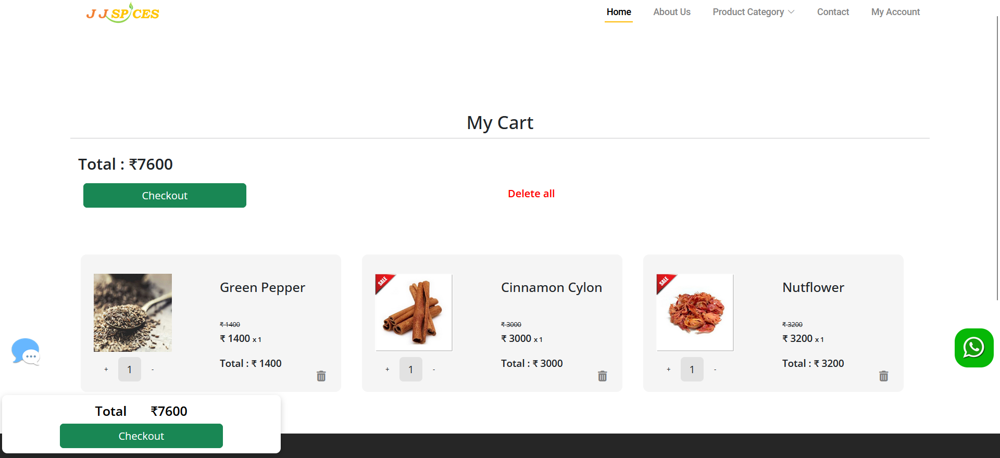 J J SPICES
Home
About Us
Product Category
Contact
My Account
My Cart
Total : ₹7600
Checkout
Delete all
Green Pepper
₹ 1400
₹ 1400 x 1
Total : ₹ 1400
+ 1 -
SALE
Cinnamon Cylon
₹ 3000
₹ 3000 x 1
Total : ₹ 3000
+ 1 -
SALE
Nutflower
₹ 3200
₹ 3200 x 1
Total : ₹ 3200
+ 1 -
Total ₹7600
Checkout